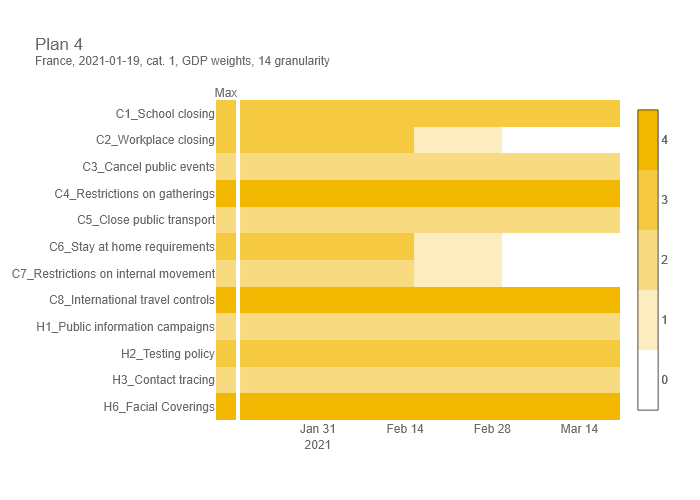 Plan 4
France, 2021-01-19, cat. 1, GDP weights, 14 granularity
Max
C1_School closing
C2_Workplace closing
C3_Cancel public events
C4_Restrictions on gatherings
C5_Close public transport
C6_Stay at home requirements
C7_Restrictions on internal movement
C8_International travel controls
H1_Public information campaigns
H2_Testing policy
H3_Contact tracing
H6_Facial Coverings
Jan 31 Feb 14 Feb 28 Mar 14
2021
4
3
2
1
0